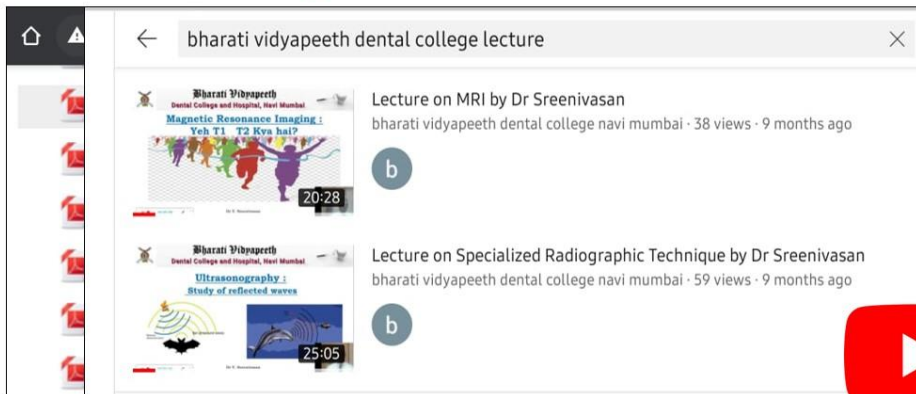 bharati vidyapeeth dental college lecture
Bharati Vidyapeeth
Dental College and Hospital, Navi Mumbai
Magnetic Resonance Imaging :
Yeh T1 T2 Kya hai?
20:28
Lecture on MRI by Dr Sreenivasan
bharati vidyapeeth dental college navi mumbai · 38 views · 9 months ago
b
Bharati Vidyapeeth
Dental College and Hospital, Navi Mumbai
Ultrasonography :
Study of reflected waves
25:05
Lecture on Specialized Radiographic Technique by Dr Sreenivasan
bharati vidyapeeth dental college navi mumbai · 59 views · 9 months ago
b